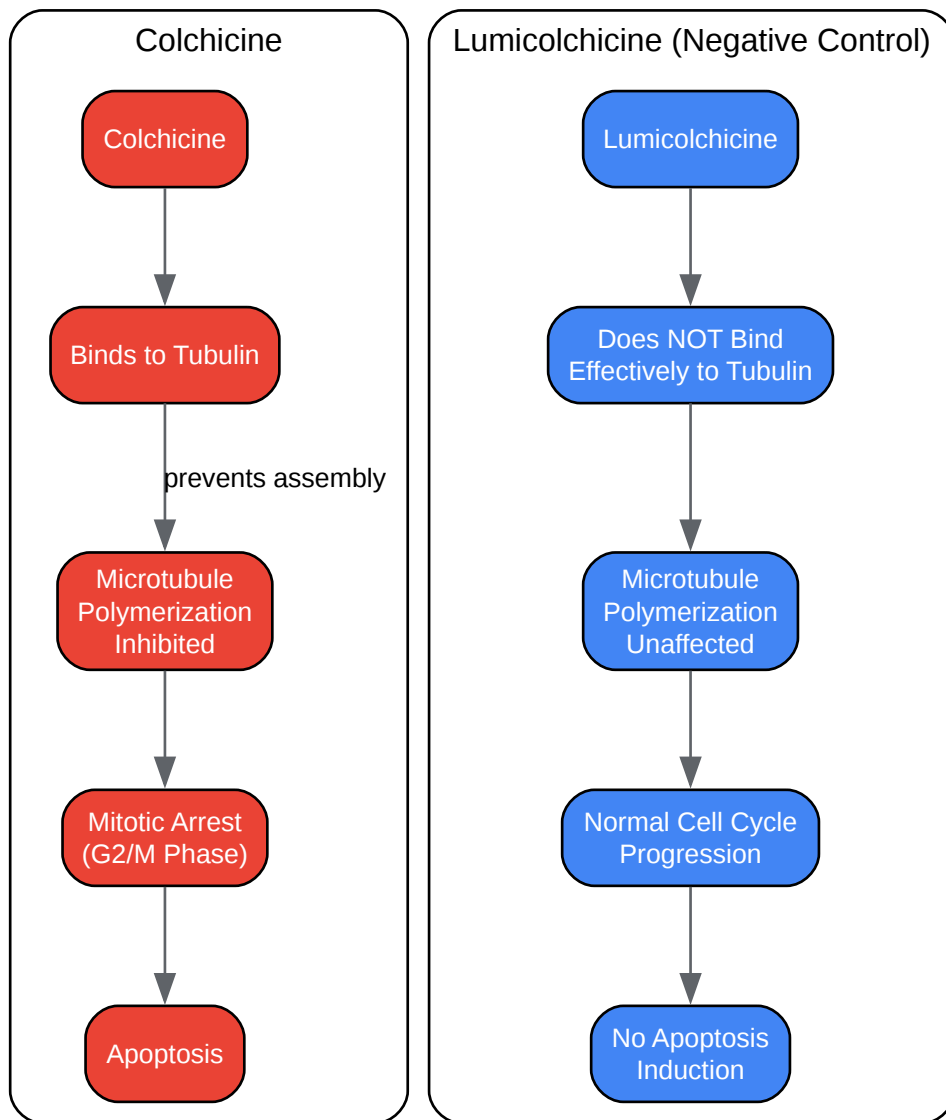 Colchicine
Colchicine
Binds to Tubulin
prevents assembly
Microtubule
Polymerization
Inhibited
Mitotic Arrest
(G2/M Phase)
Apoptosis
Lumicolchicine (Negative Control)
Lumicolchicine
Does NOT Bind
Effectively to Tubulin
Microtubule
Polymerization
Unaffected
Normal Cell Cycle
Progression
No Apoptosis
Induction